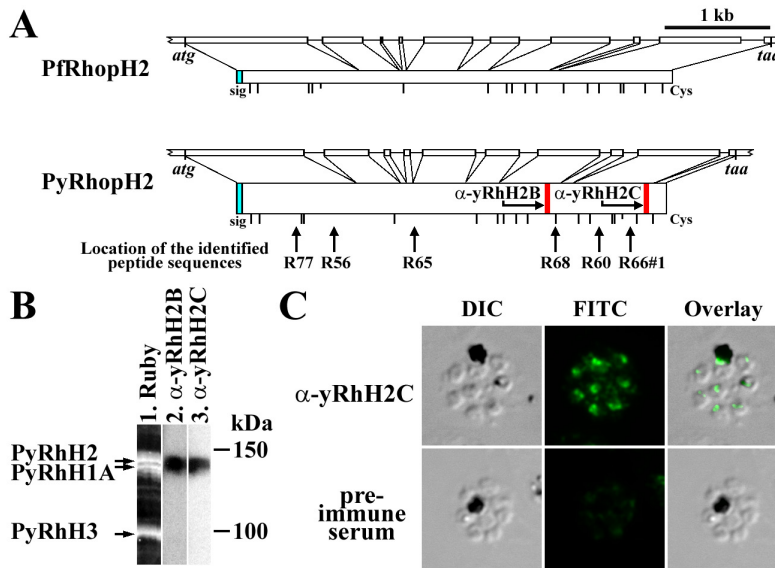 A
1 kb
PfRhopH2
atg
taa
sig
Cys
PyRhopH2
atg
taa
α-yRhH2B
α-yRhH2C
sig
Cys
Location of the identified
peptide sequences
R77
R56
R65
R68
R60
R66#1
B
1. Ruby
2. α-yRhH2B
3. α-yRhH2C
kDa
PyRhH2
PyRhH1A
PyRhH3
150
100
C
DIC
FITC
Overlay
α-yRhH2C
pre-
immune
serum